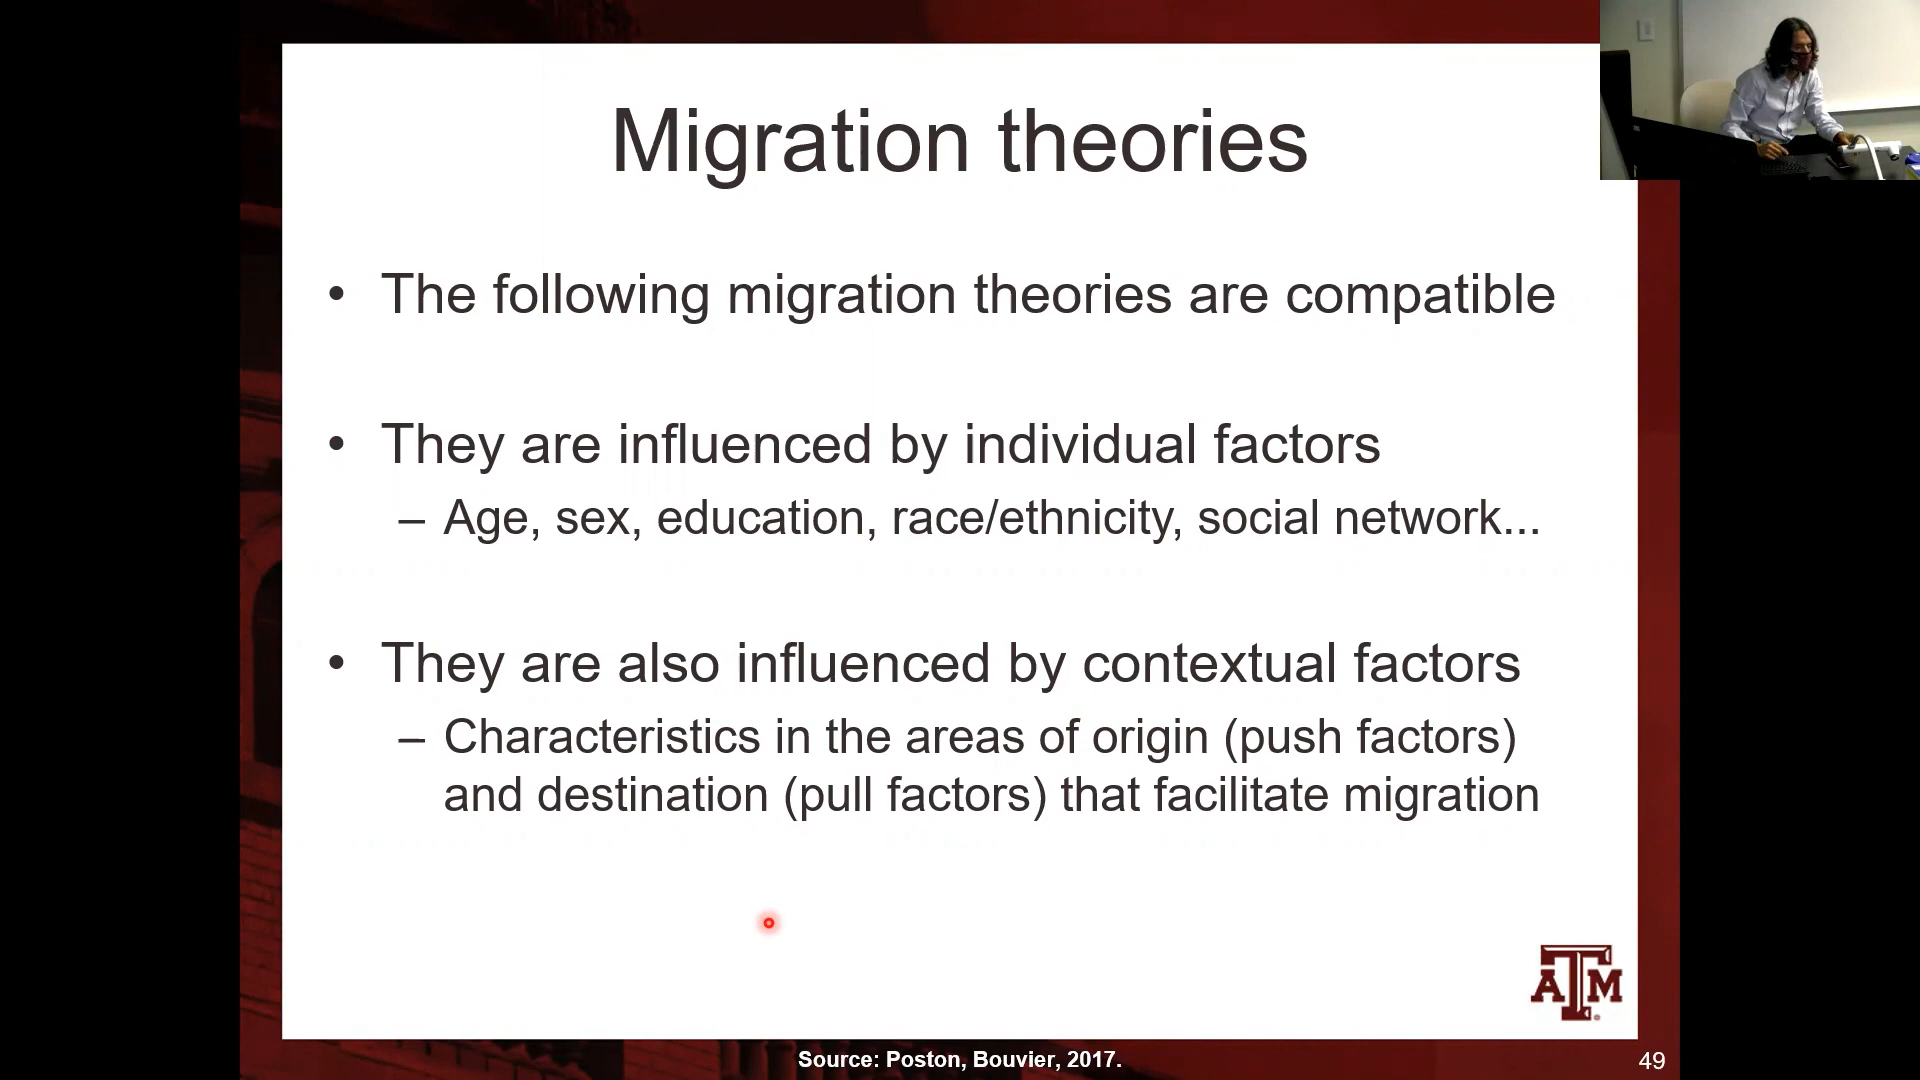 Migration theories
• The following migration theories are compatible
• They are influenced by individual factors
– Age, sex, education, race/ethnicity, social network...
• They are also influenced by contextual factors
– Characteristics in the areas of origin (push factors)
and destination (pull factors) that facilitate migration
ATM
Source: Poston, Bouvier, 2017.
49